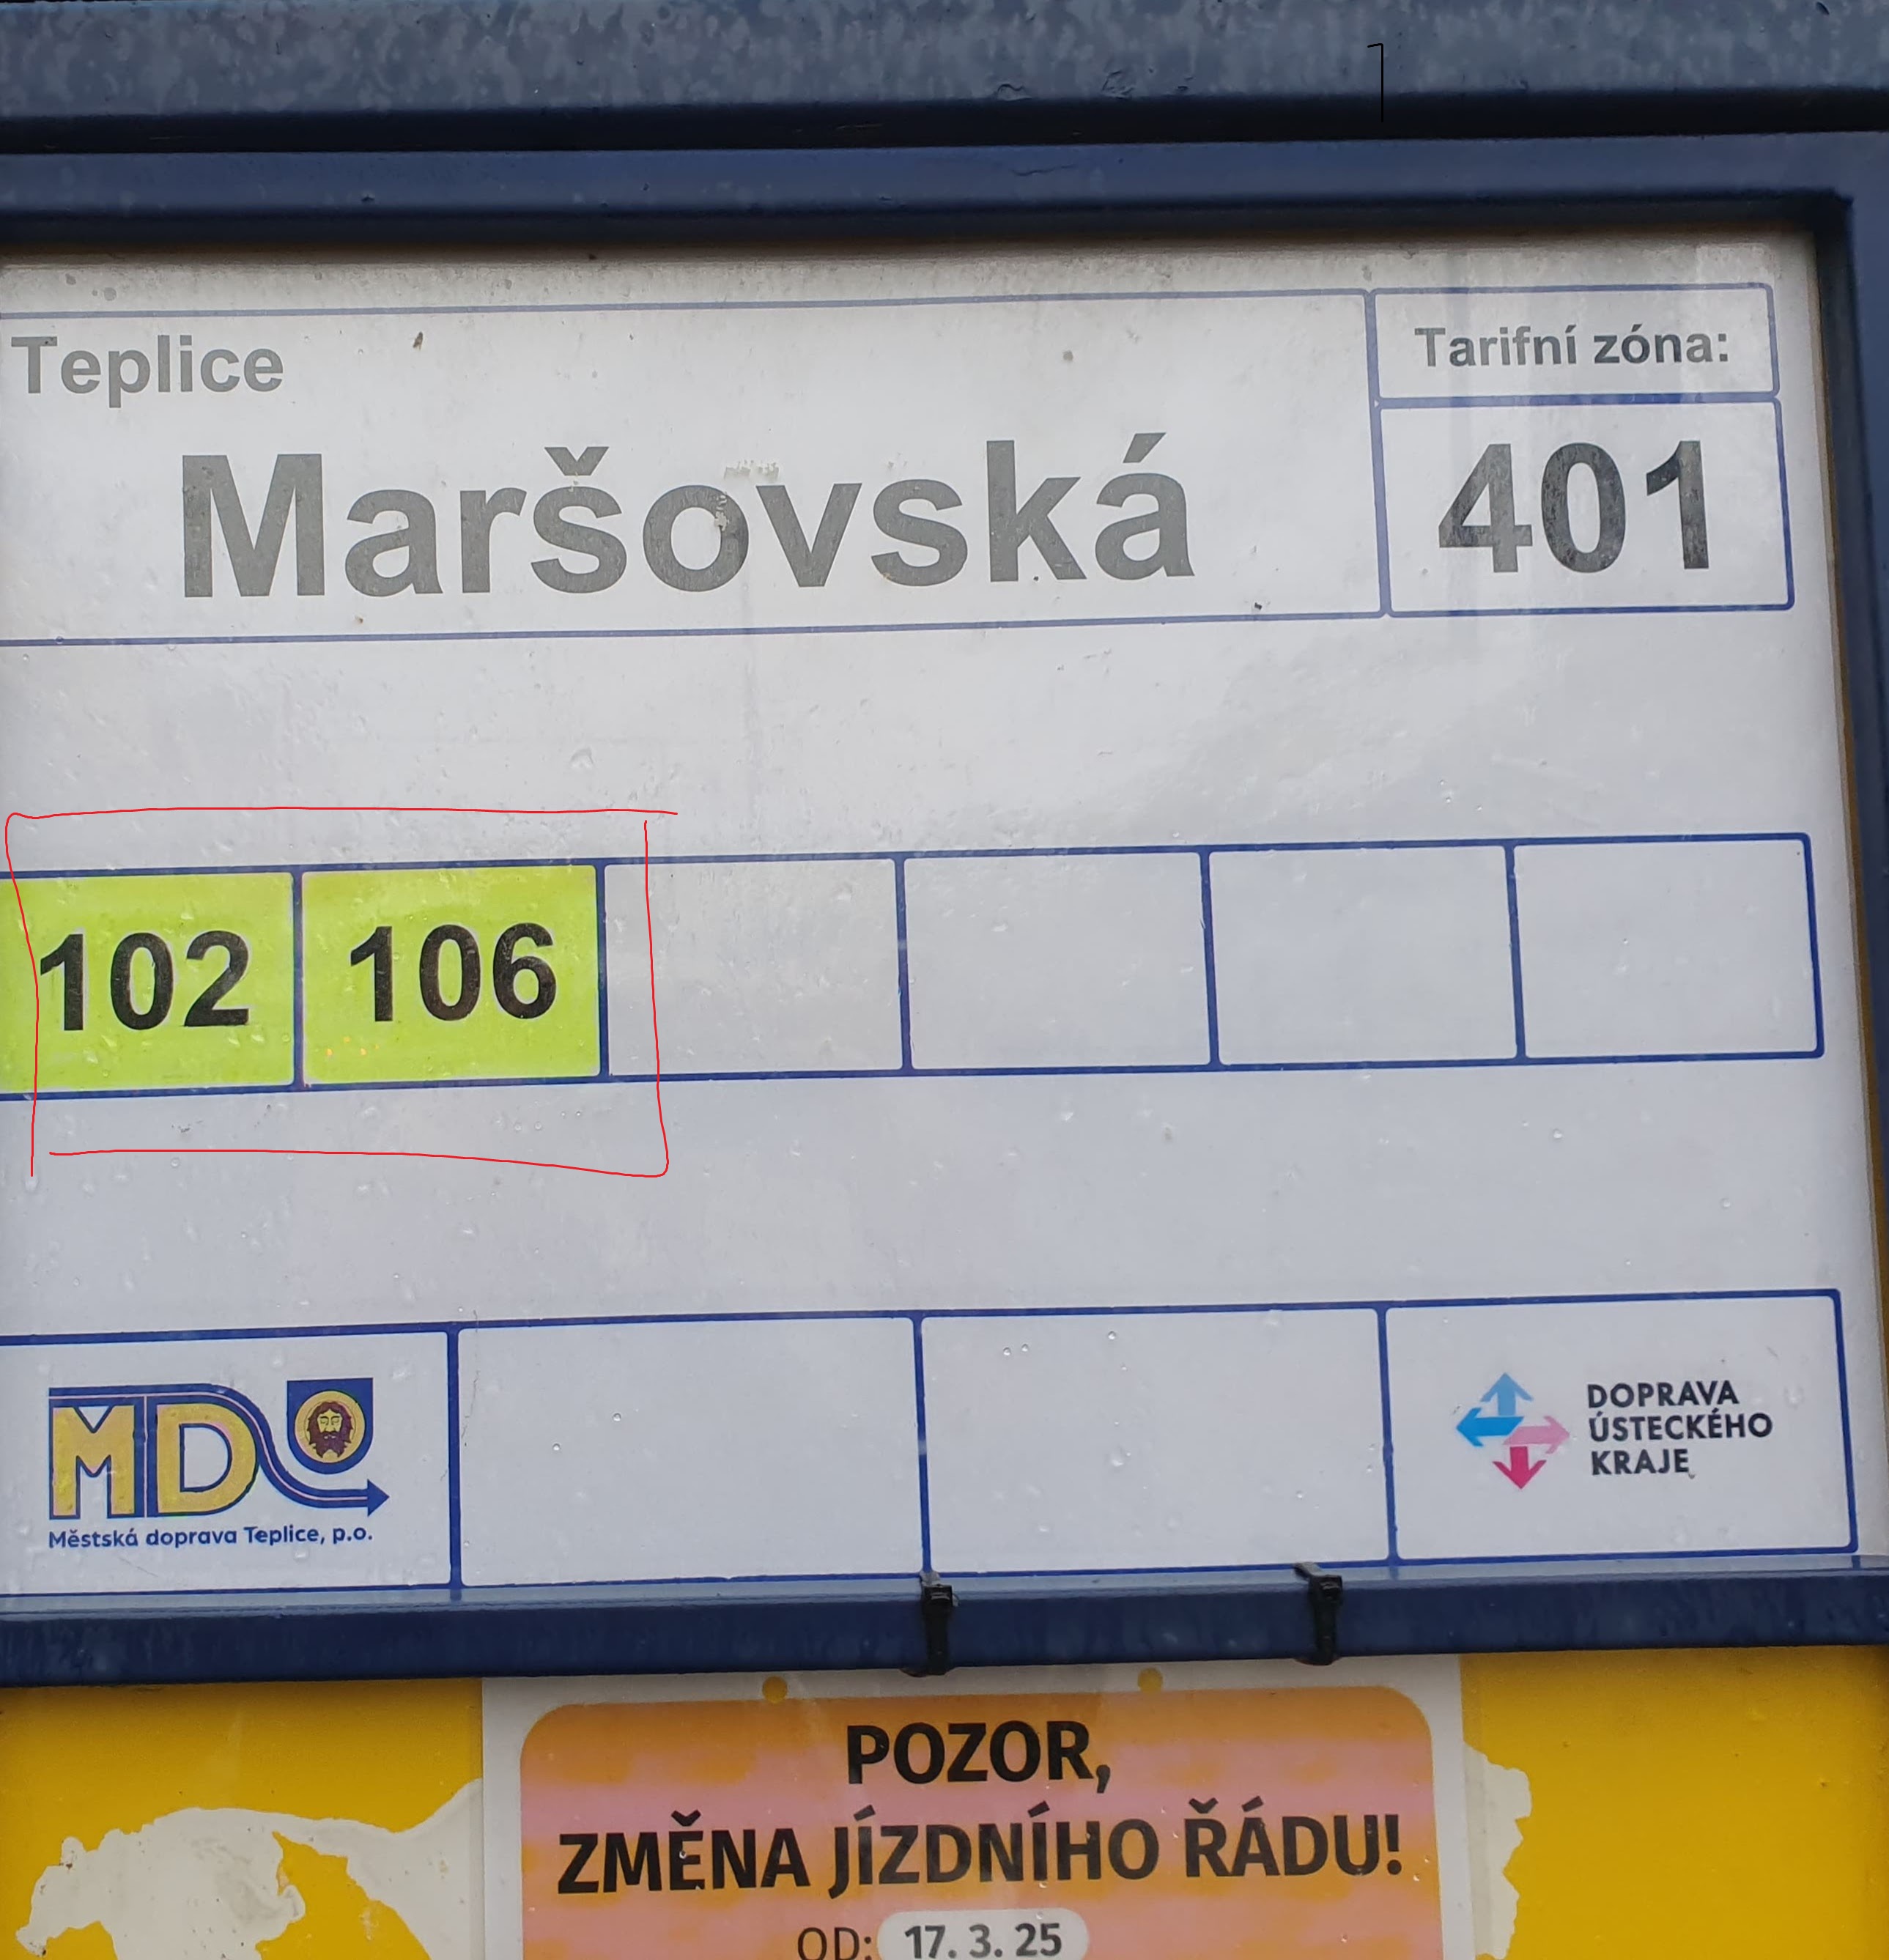 Teplice
Tarifní zóna:
Maršovská
401
102 106
MD
Městská doprava Teplice, p.o.
DOPRAVA
ÚSTECKÉHO
KRAJE
POZOR,
ZMĚNA JÍZDNÍHO ŘÁDU!
OD: 17. 3. 25